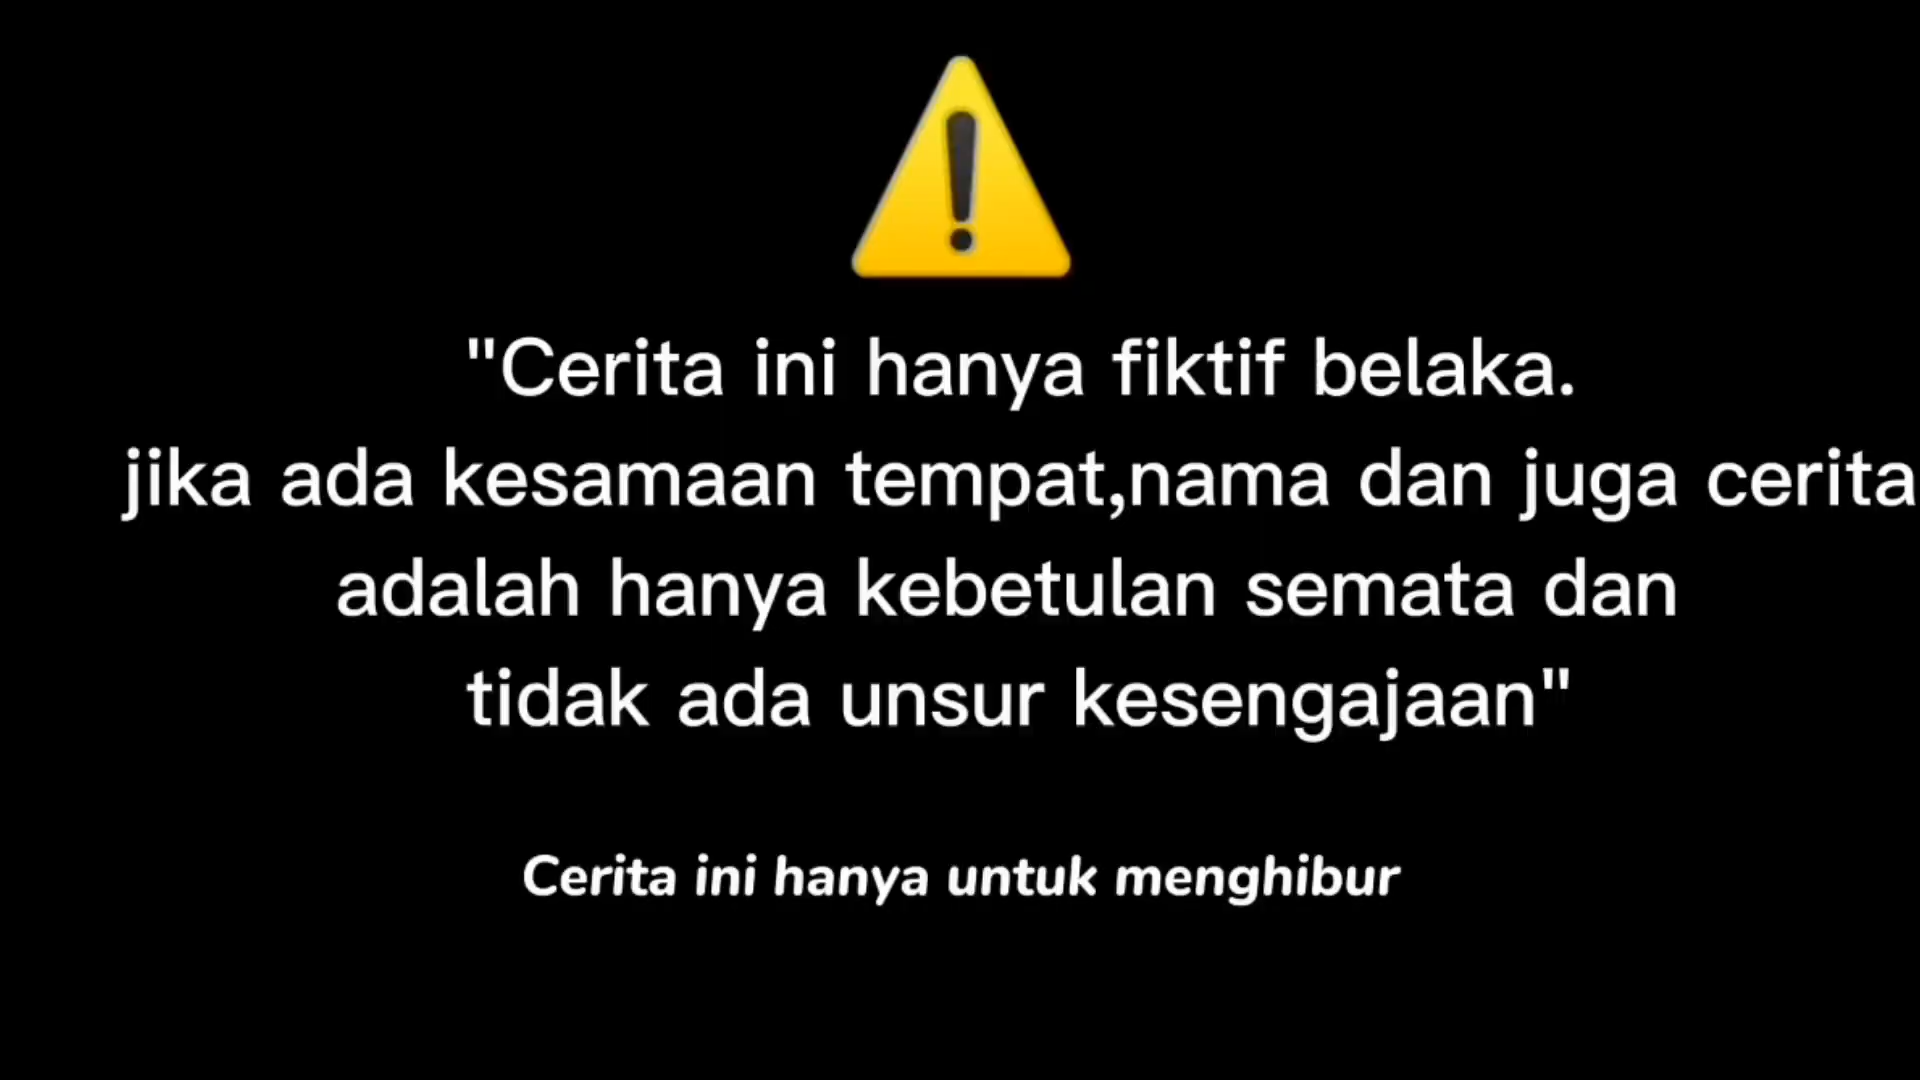 "Cerita ini hanya fiktif belaka.
jika ada kesamaan tempat,nama dan juga cerita
adalah hanya kebetulan semata dan
tidak ada unsur kesengajaan"
Cerita ini hanya untuk menghibur